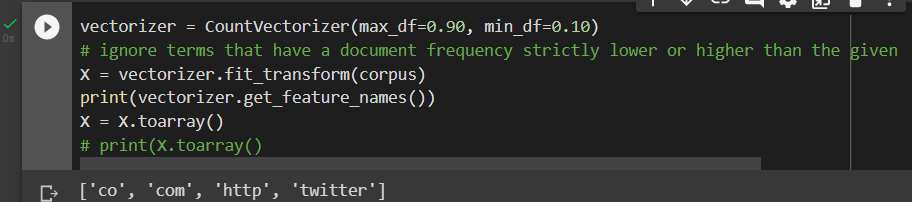 vectorizer = CountVectorizer(max_df=0.90, min_df=0.10)
0s
# ignore terms that have a document frequency strictly lower or higher than the given
X = vectorizer.fit_transform(corpus)
print(vectorizer.get_feature_names())
X = X.toarray()
# print(X.toarray()
['co', 'com', 'http', 'twitter']